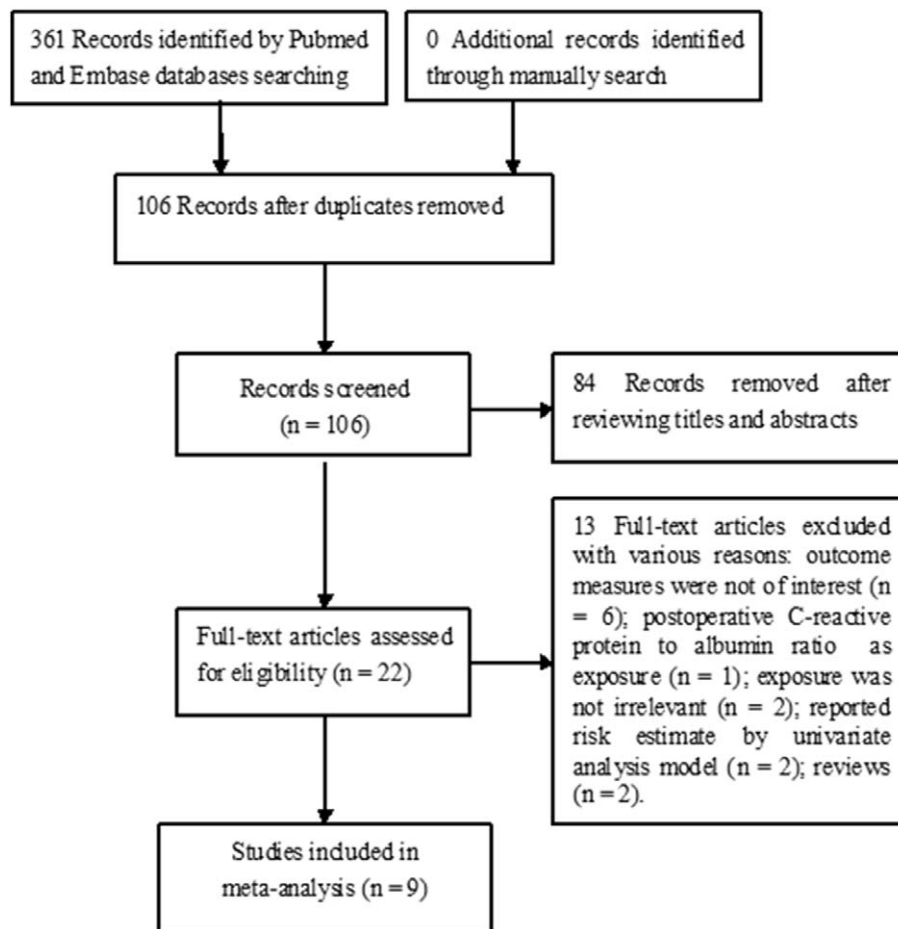 361 Records identified by Pubmed
and Embase databases searching
0 Additional records identified
through manually search
106 Records after duplicates removed
Records screened
(n = 106)
84 Records removed after
reviewing titles and abstracts
Full-text articles assessed
for eligibility (n = 22)
13 Full-text articles excluded
with various reasons: outcome
measures were not of interest (n
= 6); postoperative C-reactive
protein to albumin ratio as
exposure (n = 1); exposure was
not irrelevant (n = 2); reported
risk estimate by univariate
analysis model (n = 2); reviews
(n = 2).
Studies included in
meta-analysis (n = 9)